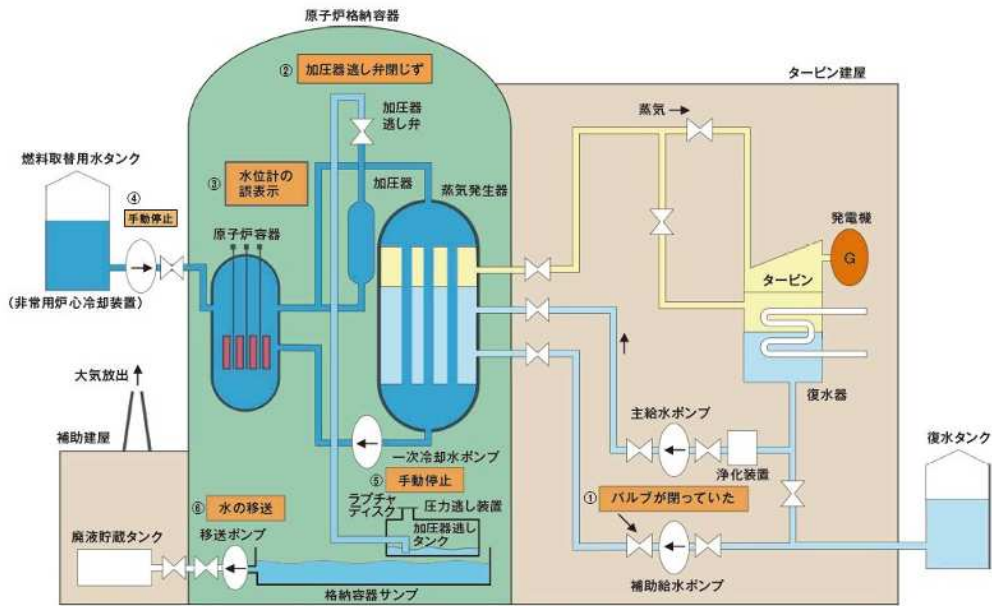 原子炉格納容器
② 加圧器逃し弁閉じず
タービン建屋
加圧器
逃し弁
蒸気
燃料取替用水タンク
④
手動停止
③ 水位計の
誤表示
加圧器
蒸気発生器
原子炉容器
発電機
G
タービン
(非常用炉心冷却装置)
大気放出
復水器
補助建屋
主給水ポンプ
復水タンク
一次冷却水ポンプ
浄化装置
⑤ 手動停止
① バルブが閉っていた
⑥ 水の移送
ラプチャ
ディスク
圧力逃し装置
移送ポンプ
加圧器逃し
タンク
廃液貯蔵タンク
補助給水ポンプ
格納容器サンプ